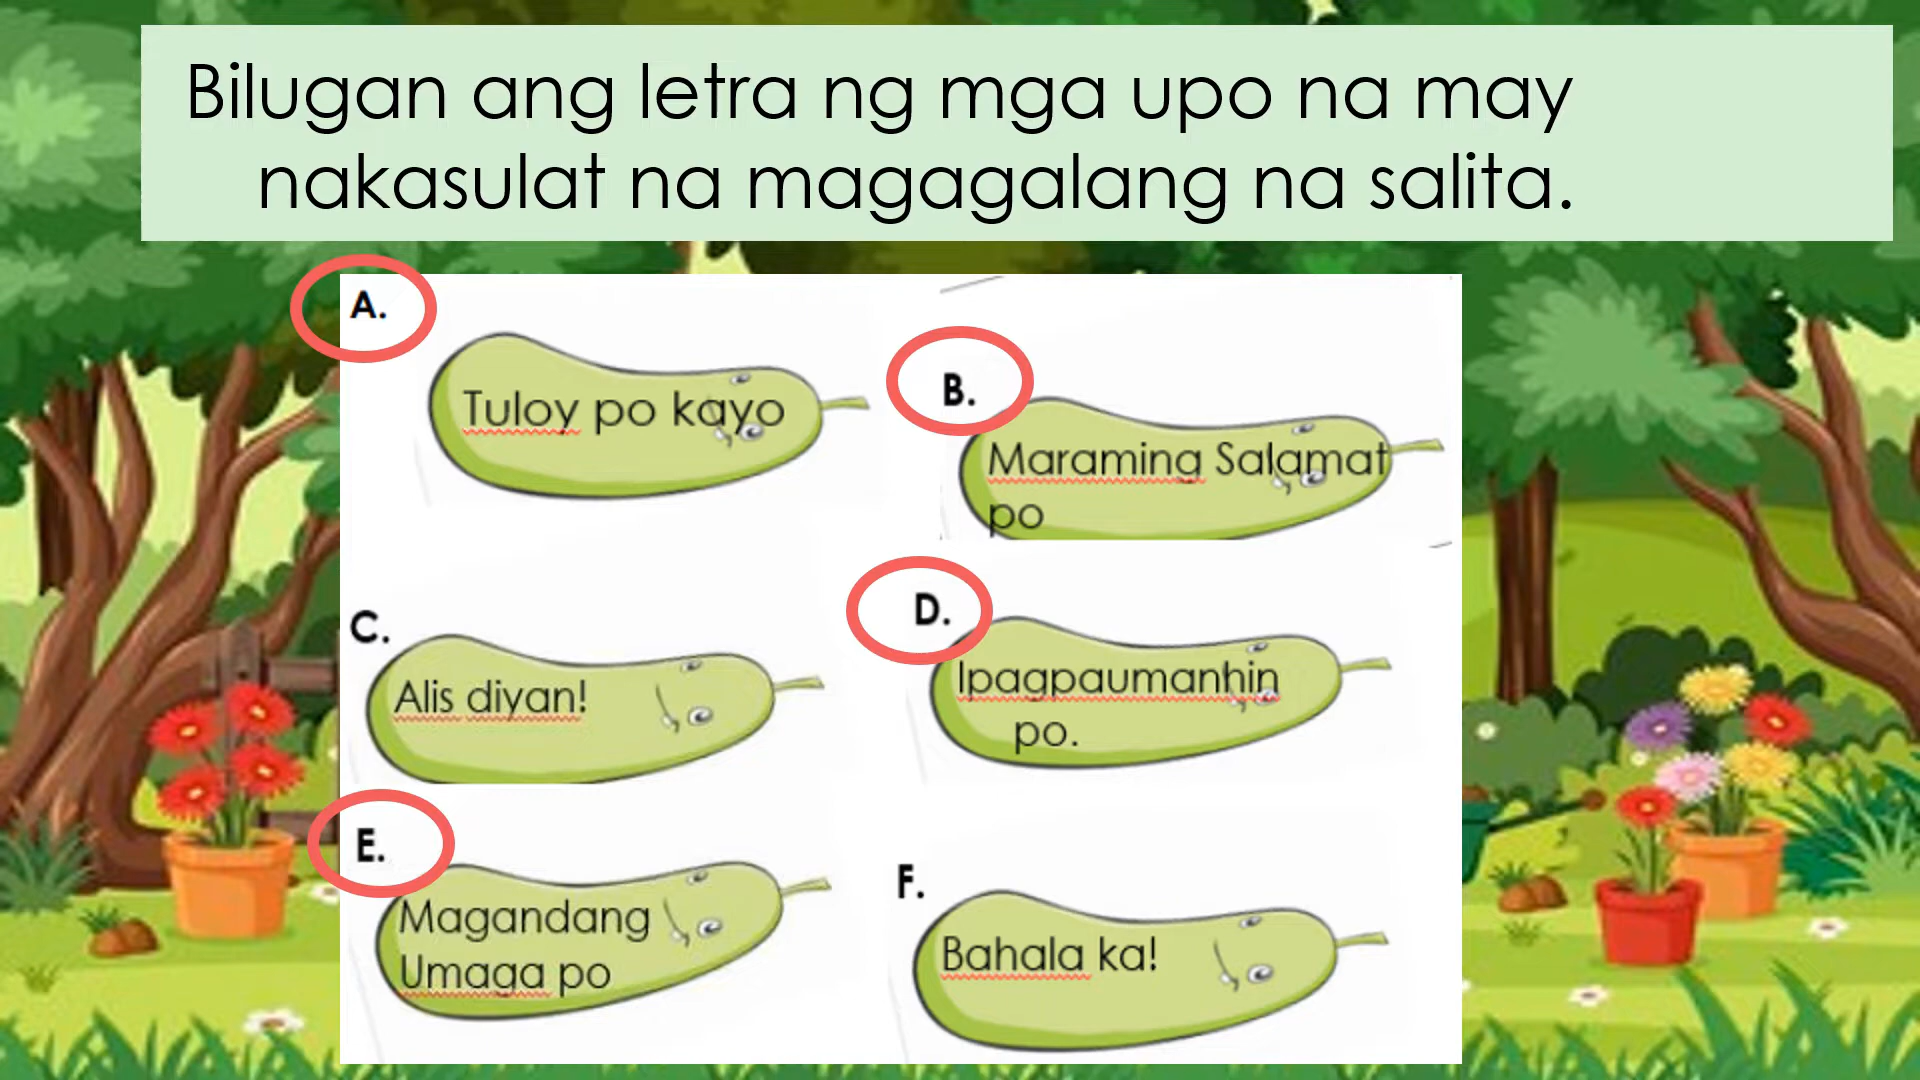 Bilugan ang letra ng mga upo na may
nakasulat na magagalang na salita.
A.
Tuloy po kayo
B.
Maraming Salamat
po
C.
Alis diyan!
D.
Ipagpaumanhin
po.
E.
Magandang
Umaga po
F.
Bahala ka!